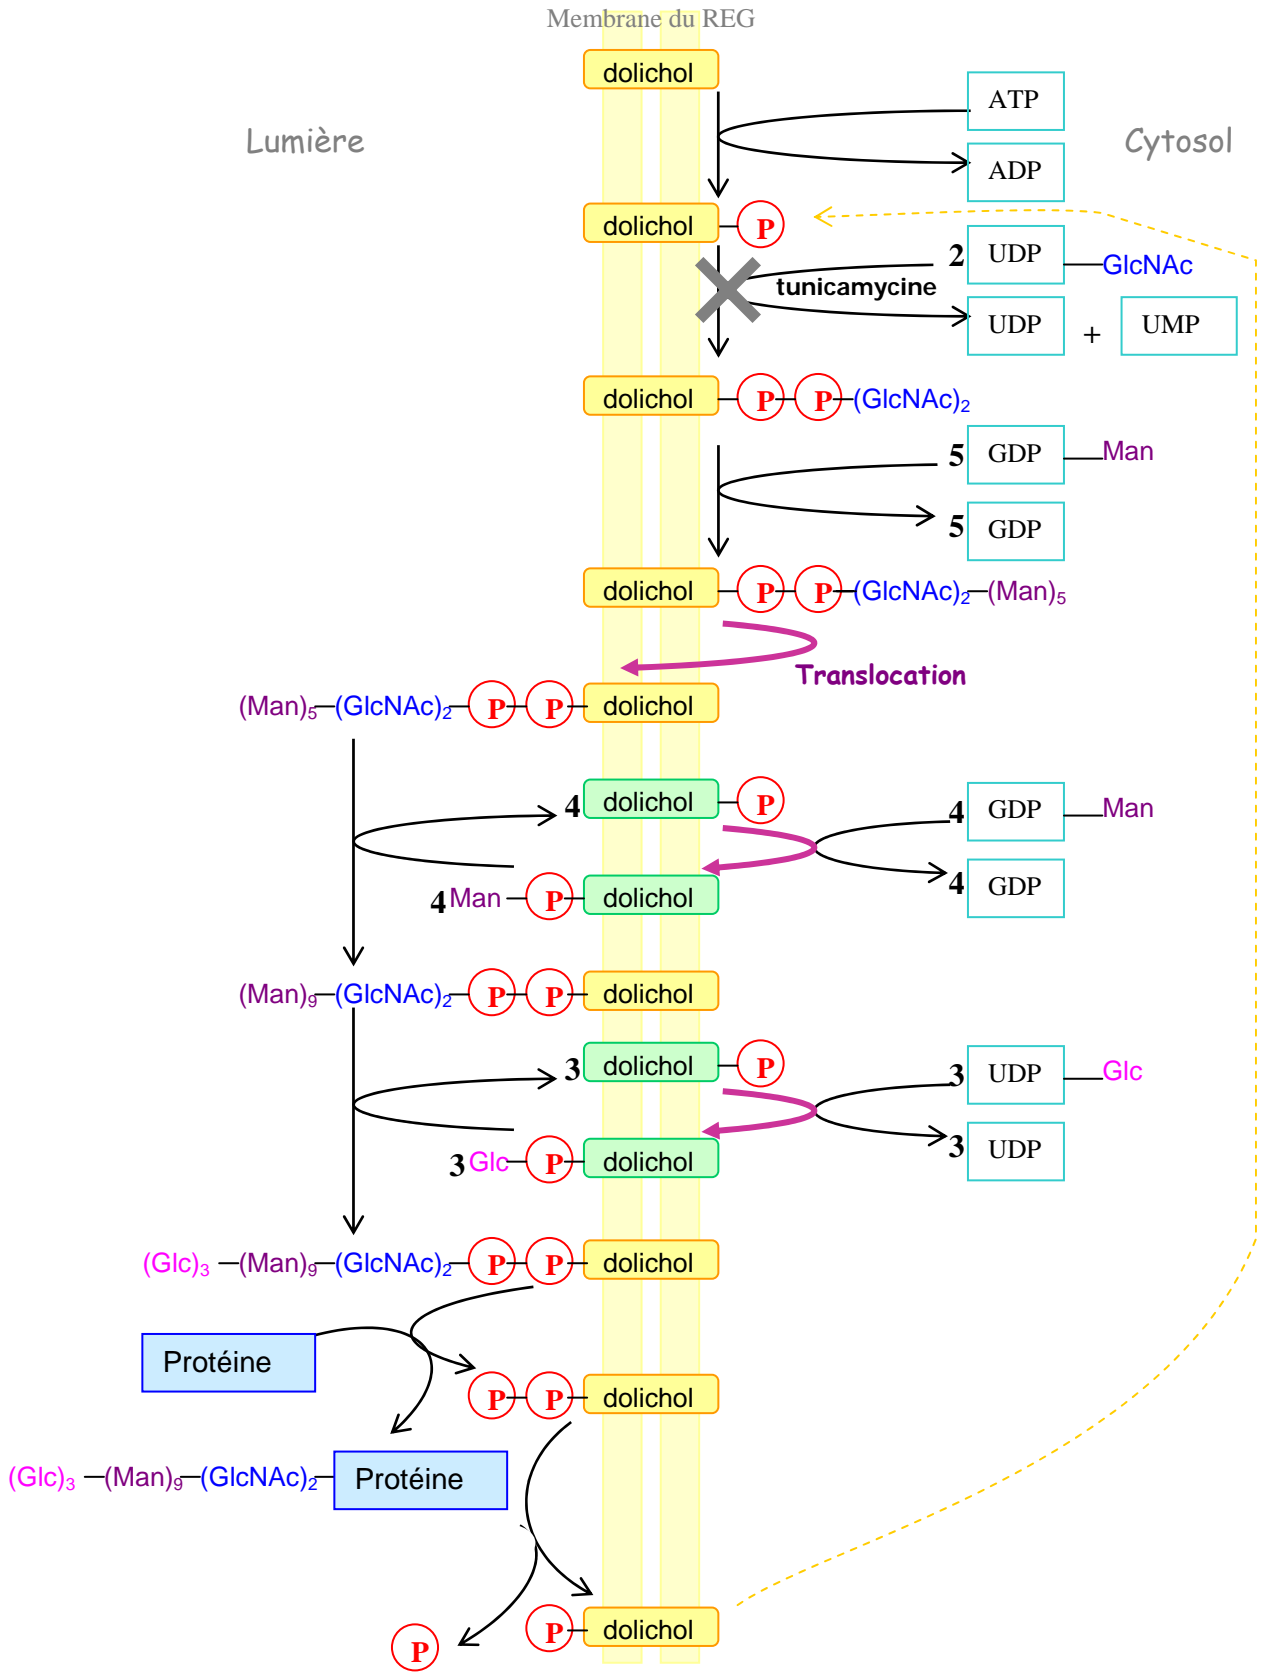 Membrane du REG
dolichol
ATP
Lumière
Cytosol
ADP
dolichol P
2 UDP GlcNAc
tunicamycine
UDP + UMP
dolichol P P (GlcNAc)2
5 GDP Man
5 GDP
dolichol P P (GlcNAc)2 (Man)5
Translocation
(Man)5 (GlcNAc)2 P P dolichol
4 dolichol P 4 GDP Man
4 Man P dolichol 4 GDP
(Man)9 (GlcNAc)2 P P dolichol
3 dolichol P 3 UDP Glc
3 Glc P dolichol 3 UDP
(Glc)3 (Man)9 (GlcNAc)2 P P dolichol
Protéine
P P dolichol
(Glc)3 (Man)9 (GlcNAc)2 Protéine
P dolichol
P